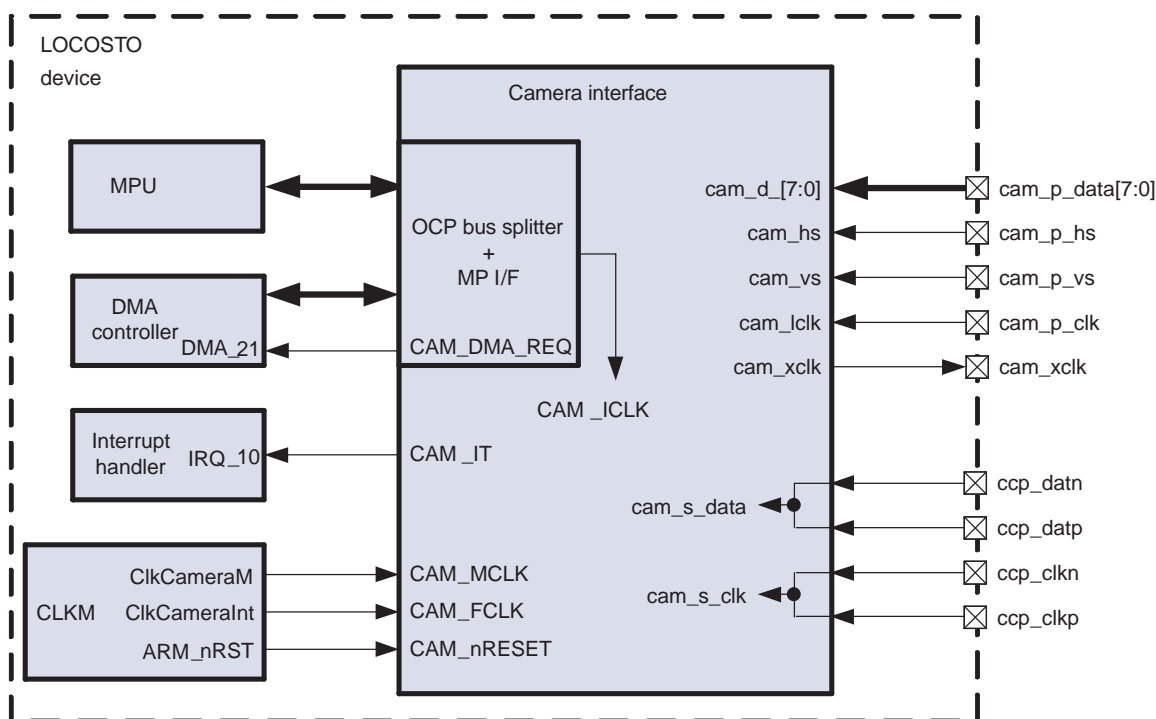 LOCOSTO
device
Camera interface
MPU
OCP bus splitter
+
MP I/F
DMA
controller
DMA_21
CAM_DMA_REQ
CAM _ICLK
Interrupt
handler
IRQ_10
CAM _IT
CLKM
ClkCameraM
ClkCameraInt
ARM_nRST
CAM_MCLK
CAM_FCLK
CAM_nRESET
cam_d_[7:0]
cam_hs
cam_vs
cam_lclk
cam_xclk
cam_s_data
cam_s_clk
cam_p_data[7:0]
cam_p_hs
cam_p_vs
cam_p_clk
cam_xclk
ccp_datn
ccp_datp
ccp_clkn
ccp_clkp